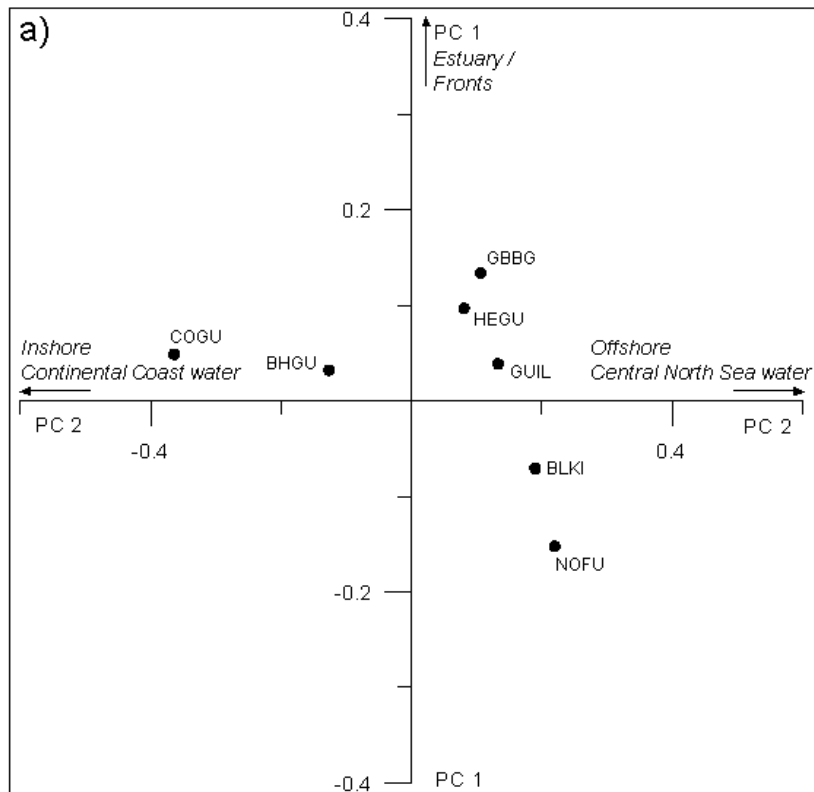 a)
0.4
PC 1
Estuary /
Fronts
0.2
GBBG
HEGU
COGU
BHGU
GUIL
Inshore
Continental Coast water
Offshore
Central North Sea water
PC 2
PC 2
-0.4
0.4
BLKI
NOFU
-0.2
-0.4
PC 1